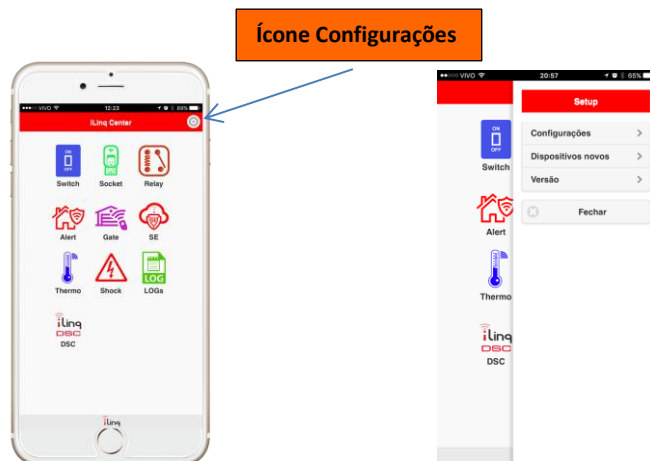 Ícone Configurações
VIVO 12:23 69%
iLinq Center
ON
OFF
Switch
Socket
Relay
Alert
Gate
SE
Thermo
Shock
LOG
LOGs
iLinq
DSC
DSC
iLinq
VIVO 20:57 65%
Setup
ON
OFF
Switch
Configurações
Dispositivos novos
Versão
Fechar
Alert
Thermo
iLinq
DSC
DSC